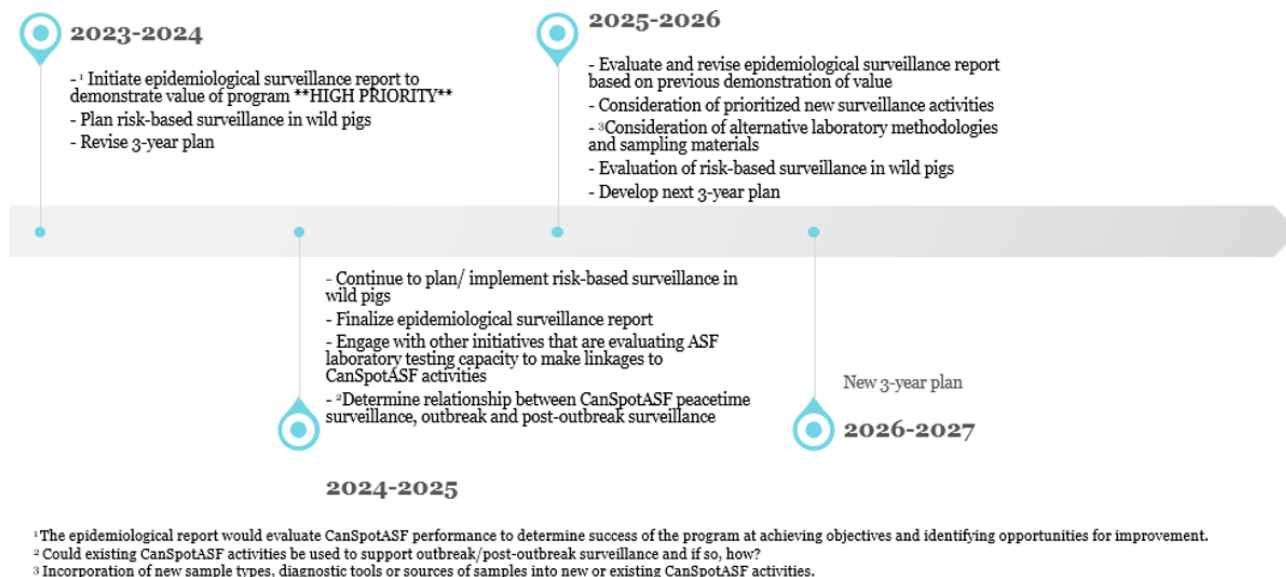 2023-2024
- ¹ Initiate epidemiological surveillance report to
demonstrate value of program **HIGH PRIORITY**
- Plan risk-based surveillance in wild pigs
- Revise 3-year plan
2025-2026
- Evaluate and revise epidemiological surveillance report
based on previous demonstration of value
- Consideration of prioritized new surveillance activities
- ³Consideration of alternative laboratory methodologies
and sampling materials
- Evaluation of risk-based surveillance in wild pigs
- Develop next 3-year plan
- Continue to plan/ implement risk-based surveillance in
wild pigs
- Finalize epidemiological surveillance report
- Engage with other initiatives that are evaluating ASF
laboratory testing capacity to make linkages to
CanSpotASF activities
- ²Determine relationship between CanSpotASF peacetime
surveillance, outbreak and post-outbreak surveillance
2024-2025
New 3-year plan
2026-2027
¹ The epidemiological report would evaluate CanSpotASF performance to determine success of the program at achieving objectives and identifying opportunities for improvement.
² Could existing CanSpotASF activities be used to support outbreak/post-outbreak surveillance and if so, how?
³ Incorporation of new sample types, diagnostic tools or sources of samples into new or existing CanSpotASF activities.